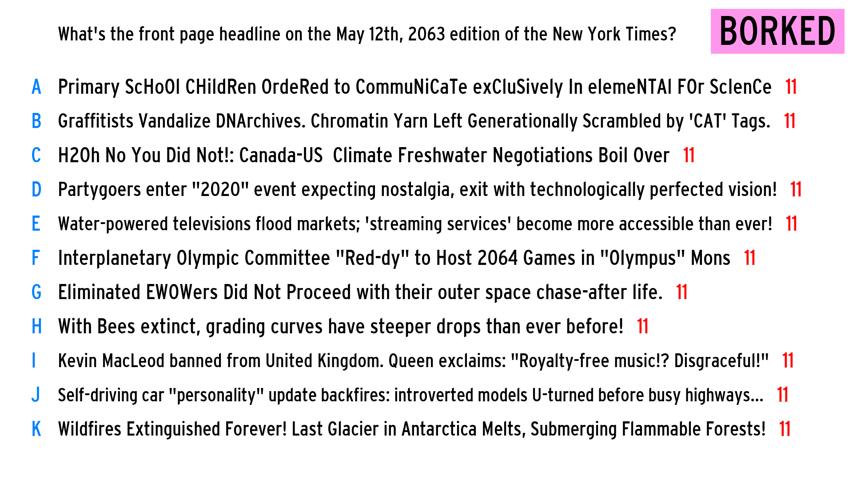 What's the front page headline on the May 12th, 2063 edition of the New York Times?
BORKED
A Primary ScHoOl CHildRen OrdeRed to CommuNiCaTe exCluSively In elemeNTAl FOr ScIenCe 11
B Graffitists Vandalize DNArchives. Chromatin Yarn Left Generationally Scrambled by 'CAT' Tags. 11
C H2Oh No You Did Not!: Canada-US  Climate Freshwater Negotiations Boil Over 11
D Partygoers enter "2020" event expecting nostalgia, exit with technologically perfected vision! 11
E Water-powered televisions flood markets; 'streaming services' become more accessible than ever! 11
F Interplanetary Olympic Committee "Red-dy" to Host 2064 Games in "Olympus" Mons 11
G Eliminated EWOWers Did Not Proceed with their outer space chase-after life. 11
H With Bees extinct, grading curves have steeper drops than ever before! 11
I Kevin MacLeod banned from United Kingdom. Queen exclaims: "Royalty-free music!? Disgraceful!" 11
J Self-driving car "personality" update backfires: introverted models U-turned before busy highways... 11
K Wildfires Extinguished Forever! Last Glacier in Antarctica Melts, Submerging Flammable Forests! 11